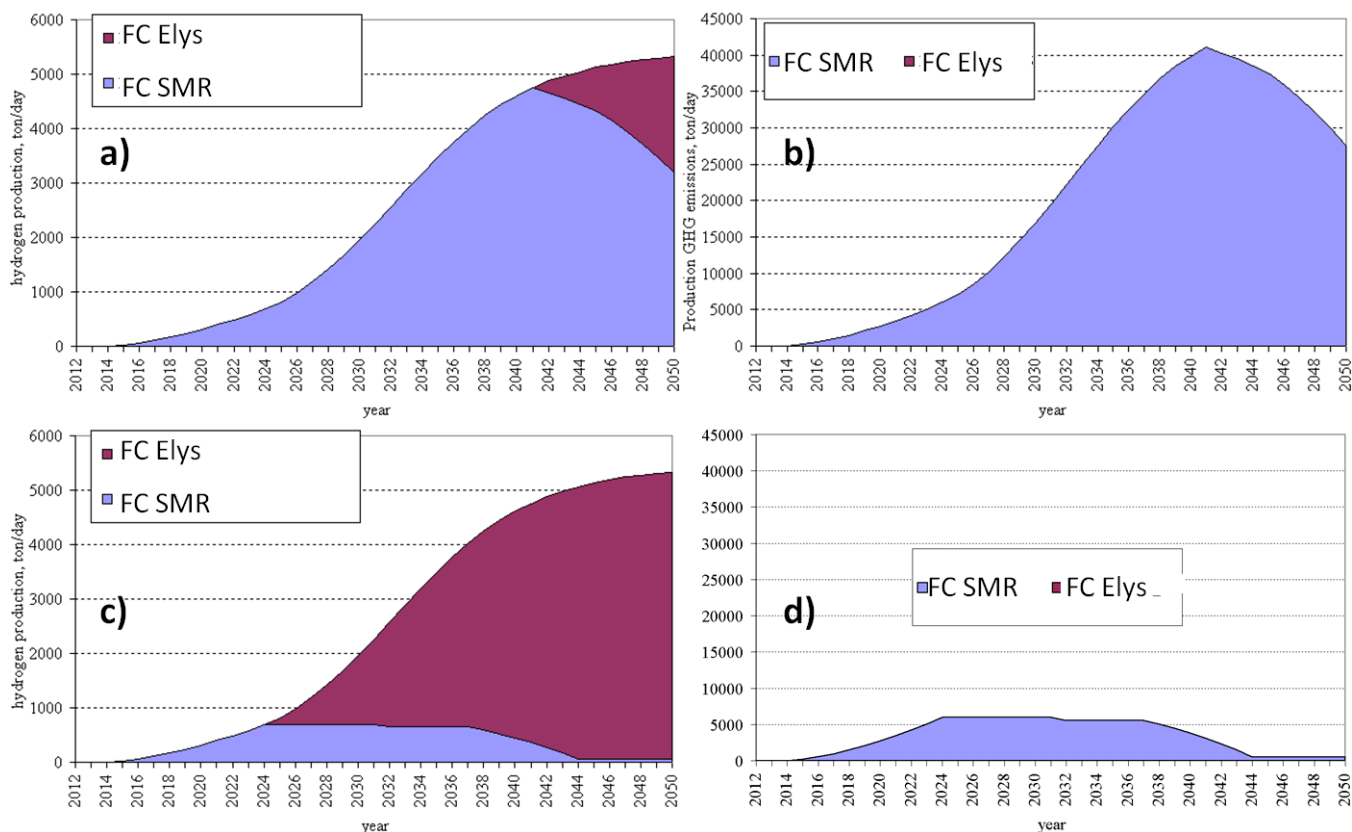 6000
5000
4000
3000
2000
1000
0
hydrogen production, ton/day
FC Elys
FC SMR
a)
2012 2014 2016 2018 2020 2022 2024 2026 2028 2030 2032 2034 2036 2038 2040 2042 2044 2046 2048 2050
year
45000
40000
35000
30000
25000
20000
15000
10000
5000
0
Production GHG emissions, ton/day
FC SMR FC Elys
b)
2012 2014 2016 2018 2020 2022 2024 2026 2028 2030 2032 2034 2036 2038 2040 2042 2044 2046 2048 2050
year
6000
5000
4000
3000
2000
1000
0
hydrogen production, ton/day
FC Elys
FC SMR
c)
2012 2014 2016 2018 2020 2022 2024 2026 2028 2030 2032 2034 2036 2038 2040 2042 2044 2046 2048 2050
year
45000
40000
35000
30000
25000
20000
15000
10000
5000
0
FC SMR FC Elys
d)
2012 2014 2016 2018 2020 2022 2024 2026 2028 2030 2032 2034 2036 2038 2040 2042 2044 2046 2048 2050
year